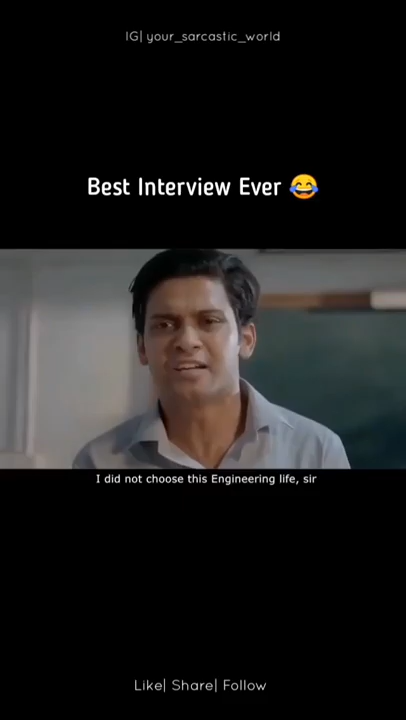 IG| your_sarcastic_world
Best Interview Ever 😂
I did not choose this Engineering life, sir
Like| Share| Follow